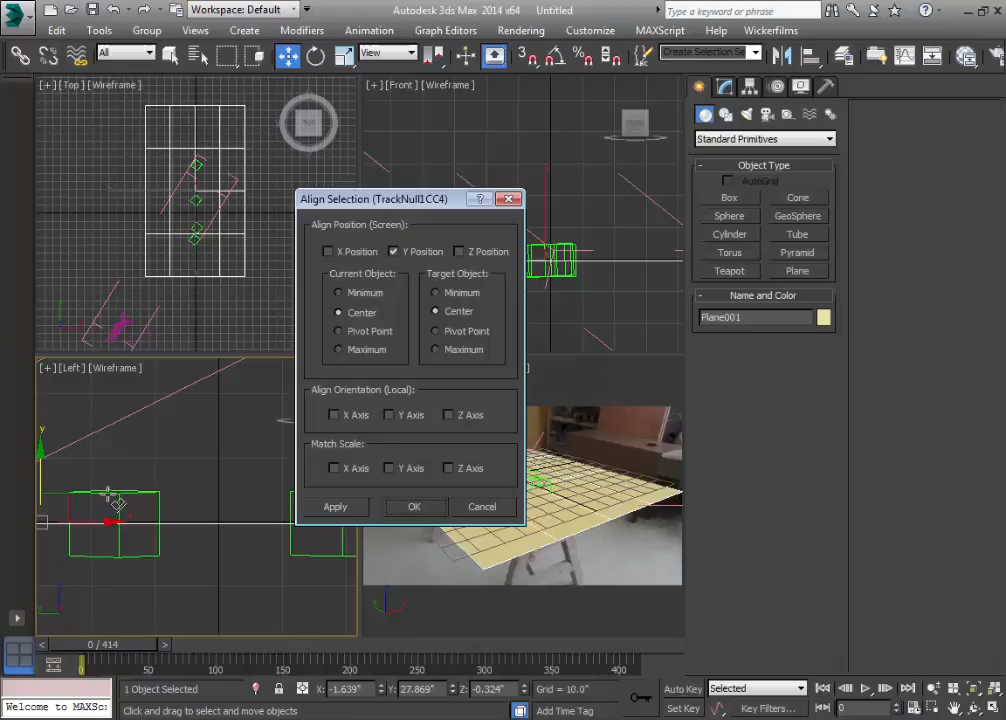 Workspace: Default
Autodesk 3ds Max 2014 x64 Untitled
Type a keyword or phrase
Edit Tools Group Views Create Modifiers Animation Graph Editors Rendering Customize MAXScript Help Wickerfilms
All
View
Create Selection Se
[+] [Top] [Wireframe]
[+] [Front] [Wireframe]
TOP
FRONT
Standard Primitives
Object Type
AutoGrid
Box Cone
Sphere GeoSphere
Cylinder Tube
Torus Pyramid
Teapot Plane
Name and Color
Plane001
Align Selection (TrackNull1CC4)
Align Position (Screen):
X Position Y Position Z Position
Current Object: Target Object:
Minimum Minimum
Center Center
Pivot Point Pivot Point
Maximum Maximum
Align Orientation (Local):
X Axis Y Axis Z Axis
Match Scale:
X Axis Y Axis Z Axis
Apply OK Cancel
[+] [Left] [Wireframe]
y
x
0 / 414
0 50 100 150 200 250 300 350 400
1 Object Selected
X: -1.639" Y: 27.869" Z: -0.324" Grid = 10.0"
Auto Key Selected
Welcome to MAXSc:
Click and drag to select and move objects
Add Time Tag
Set Key Key Filters...
0